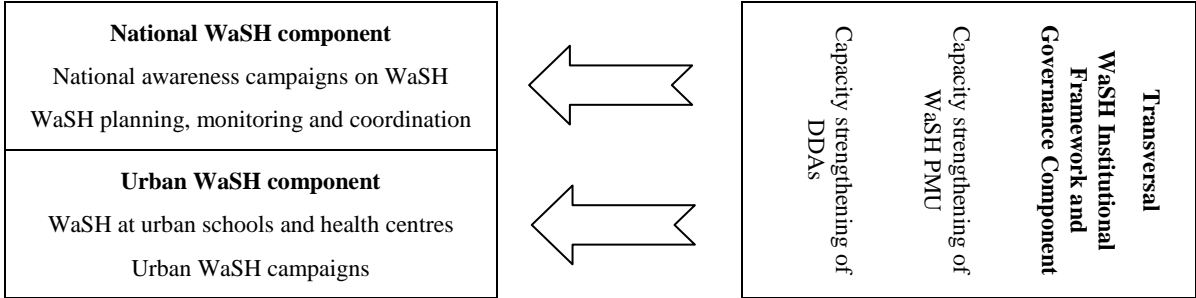 National WaSH component
National awareness campaigns on WaSH
WaSH planning, monitoring and coordination
Urban WaSH component
WaSH at urban schools and health centres
Urban WaSH campaigns
Transversal
WaSH Institutional
Framework and
Governance Component
Capacity strengthening of
WaSH PMU
Capacity strengthening of
DDAs